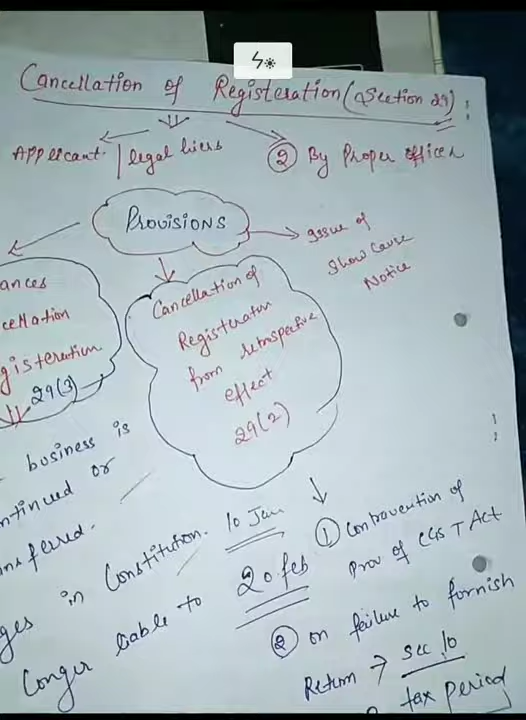 Cancellation of Registeration (Section 29)
Applicant. | legal hiers
② By Proper officer
PROVISIONS
Issue of
Show Cause
Notice
ances
cellation
gisteration
29(3)
Cancellation of
Registeration
from retrospective
effect
29(2)
business is
ntinued or
ansferred.
ges in Constitution.
longer liable to
10 Jan
20 feb
① Contravention of
Prov of CGST Act
② on failure to furnish
Return → Sec 10
tax period